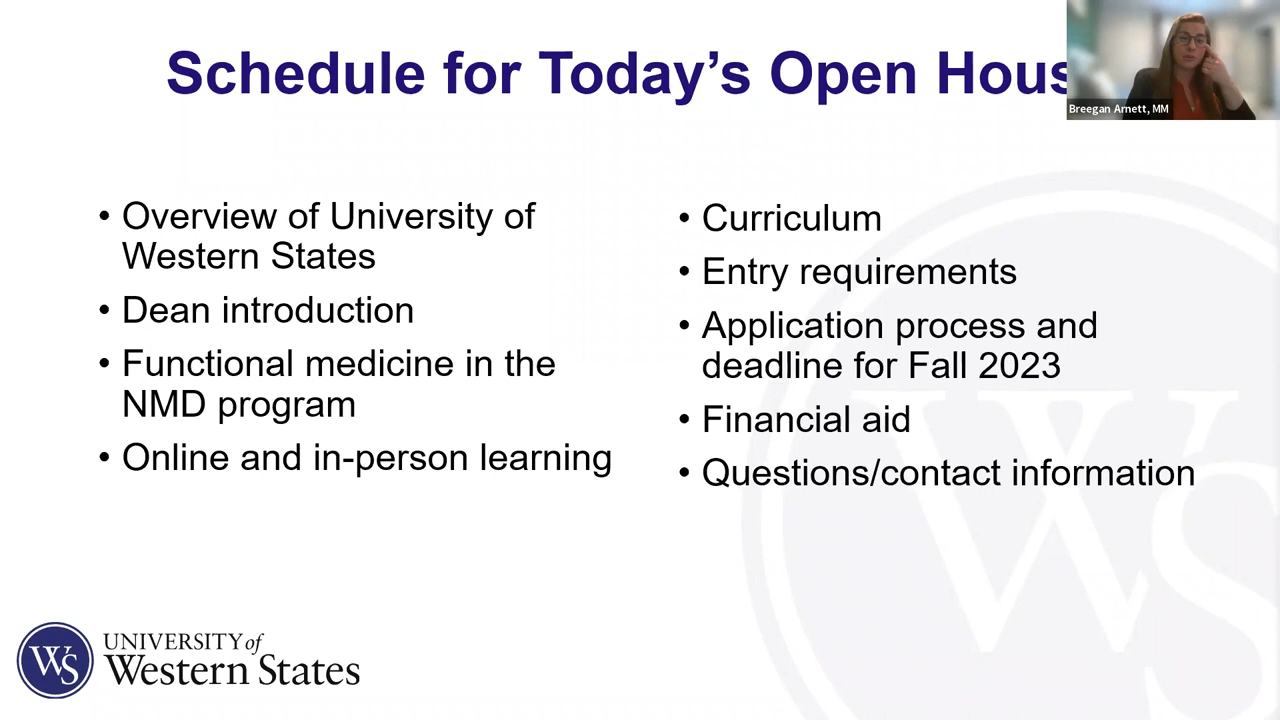 Schedule for Today’s Open Hous
Breegan Arnett, MM
• Overview of University of
Western States
• Dean introduction
• Functional medicine in the
NMD program
• Online and in-person learning
• Curriculum
• Entry requirements
• Application process and
deadline for Fall 2023
• Financial aid
• Questions/contact information
WS
WS
UNIVERSITY of
Western States